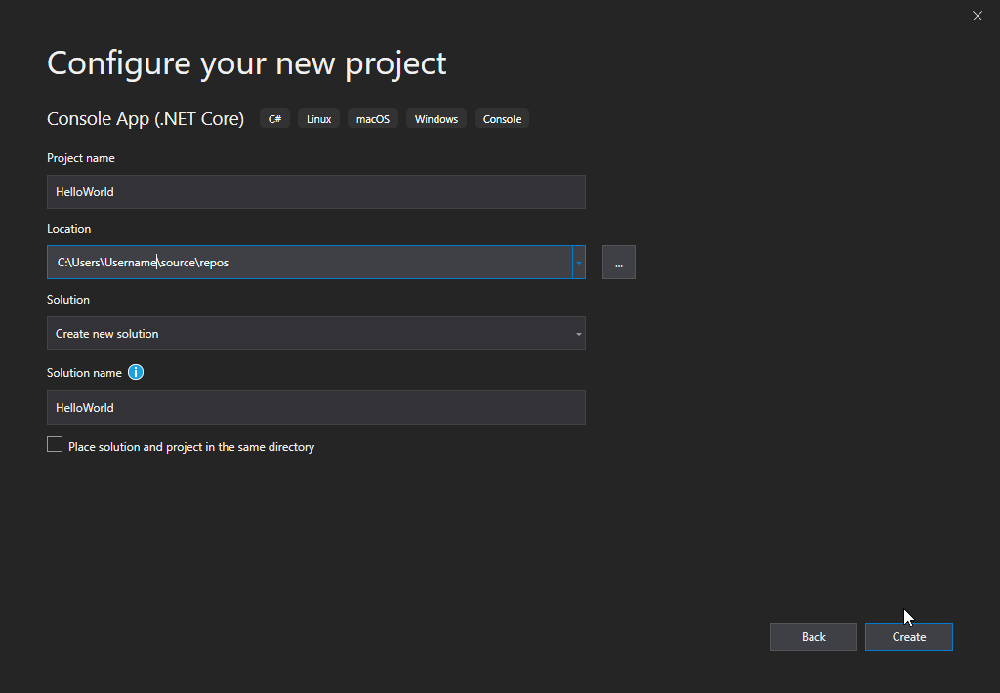 Configure your new project
Console App (.NET Core) C# Linux macOS Windows Console
Project name
HelloWorld
Location
C:\Users\Username\source\repos
...
Solution
Create new solution
Solution name i
HelloWorld
Place solution and project in the same directory
Back Create